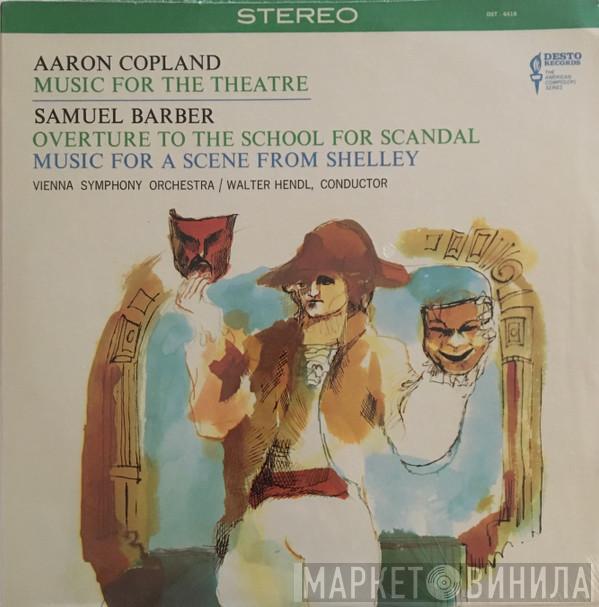 STEREO
DST - 6418
DESTO
RECORDS
THE
AMERICAN
COMPOSERS
SERIES
AARON COPLAND
MUSIC FOR THE THEATRE
SAMUEL BARBER
OVERTURE TO THE SCHOOL FOR SCANDAL
MUSIC FOR A SCENE FROM SHELLEY
VIENNA SYMPHONY ORCHESTRA / WALTER HENDL, CONDUCTOR
МАРКЕТ ВИНИЛА